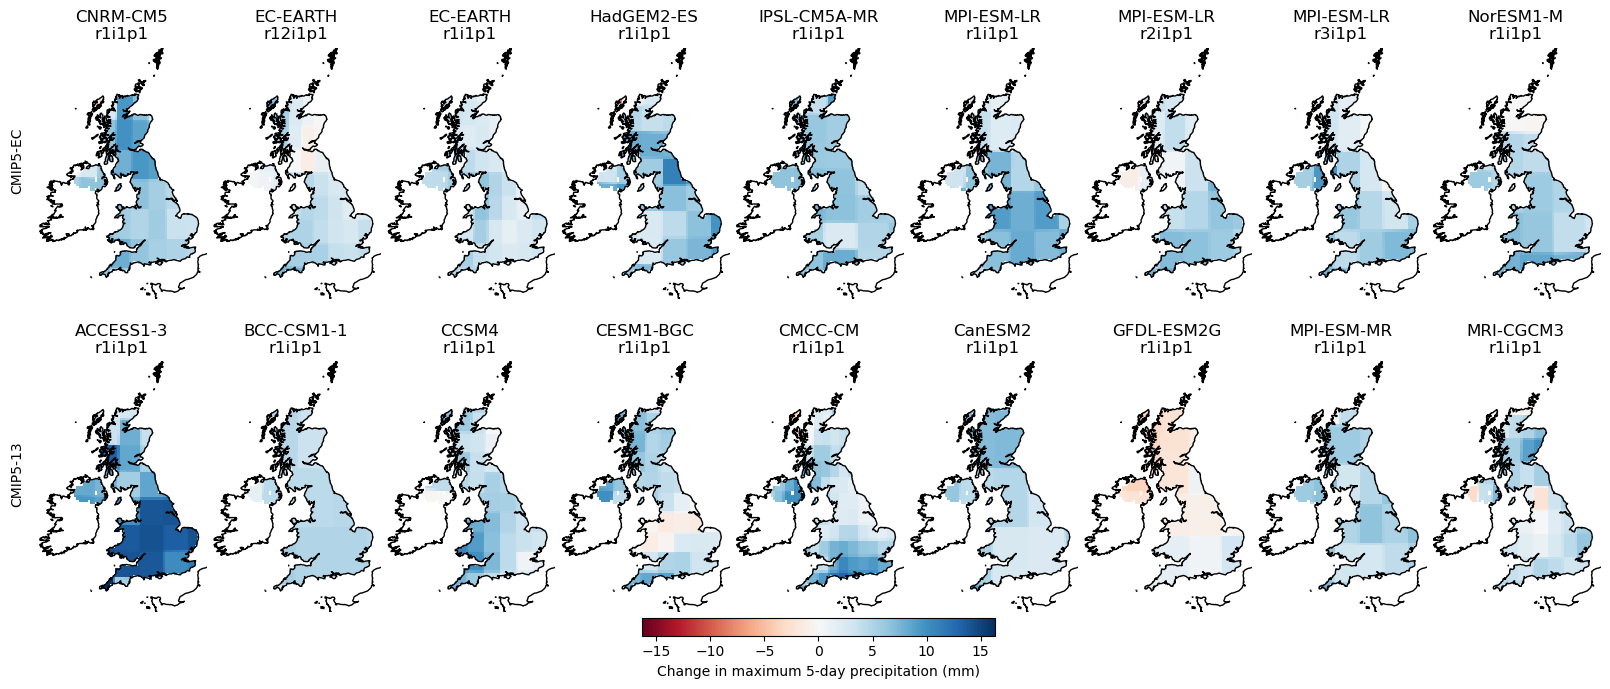 CNRM-CM5 EC-EARTH EC-EARTH HadGEM2-ES IPSL-CM5A-MR MPI-ESM-LR MPI-ESM-LR MPI-ESM-LR NorESM1-M
r1i1p1 r12i1p1 r1i1p1 r1i1p1 r1i1p1 r1i1p1 r2i1p1 r3i1p1 r1i1p1
CMIP5-EC
ACCESS1-3 BCC-CSM1-1 CCSM4 CESM1-BGC CMCC-CM CanESM2 GFDL-ESM2G MPI-ESM-MR MRI-CGCM3
r1i1p1 r1i1p1 r1i1p1 r1i1p1 r1i1p1 r1i1p1 r1i1p1 r1i1p1 r1i1p1
CMIP5-13
−15 −10 −5 0 5 10 15
Change in maximum 5-day precipitation (mm)